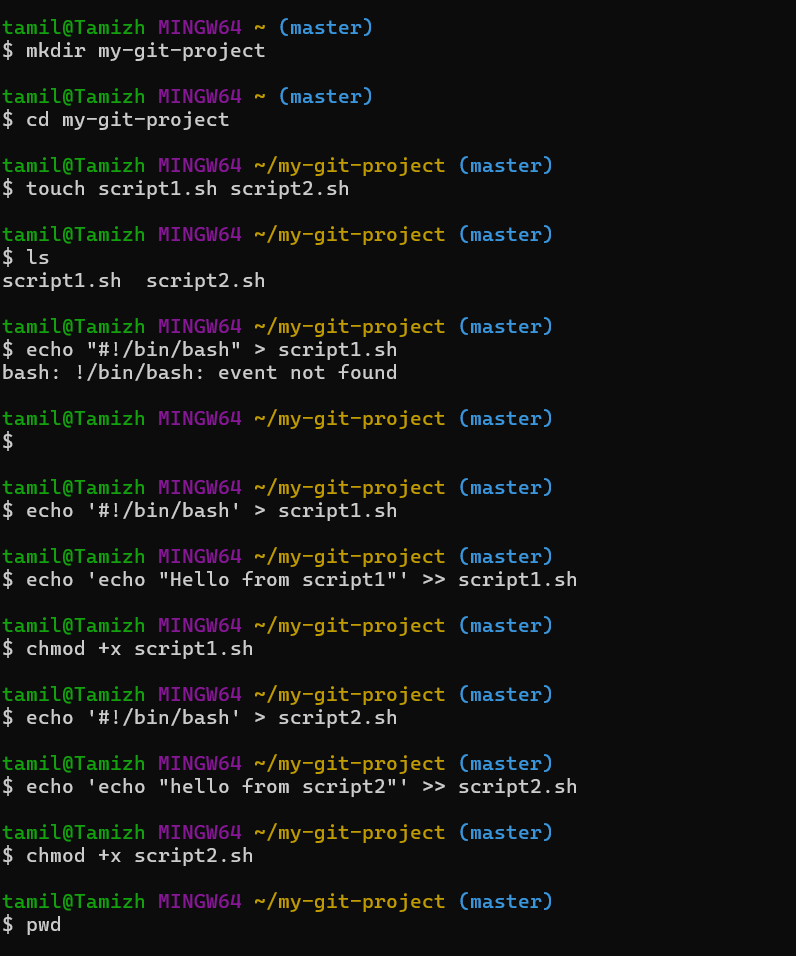 tamil@Tamizh MINGW64 ~ (master)
$ mkdir my-git-project
tamil@Tamizh MINGW64 ~ (master)
$ cd my-git-project
tamil@Tamizh MINGW64 ~/my-git-project (master)
$ touch script1.sh script2.sh
tamil@Tamizh MINGW64 ~/my-git-project (master)
$ ls
script1.sh  script2.sh
tamil@Tamizh MINGW64 ~/my-git-project (master)
$ echo "#!/bin/bash" > script1.sh
bash: !/bin/bash: event not found
tamil@Tamizh MINGW64 ~/my-git-project (master)
$
tamil@Tamizh MINGW64 ~/my-git-project (master)
$ echo '#!/bin/bash' > script1.sh
tamil@Tamizh MINGW64 ~/my-git-project (master)
$ echo 'echo "Hello from script1"' >> script1.sh
tamil@Tamizh MINGW64 ~/my-git-project (master)
$ chmod +x script1.sh
tamil@Tamizh MINGW64 ~/my-git-project (master)
$ echo '#!/bin/bash' > script2.sh
tamil@Tamizh MINGW64 ~/my-git-project (master)
$ echo 'echo "hello from script2"' >> script2.sh
tamil@Tamizh MINGW64 ~/my-git-project (master)
$ chmod +x script2.sh
tamil@Tamizh MINGW64 ~/my-git-project (master)
$ pwd